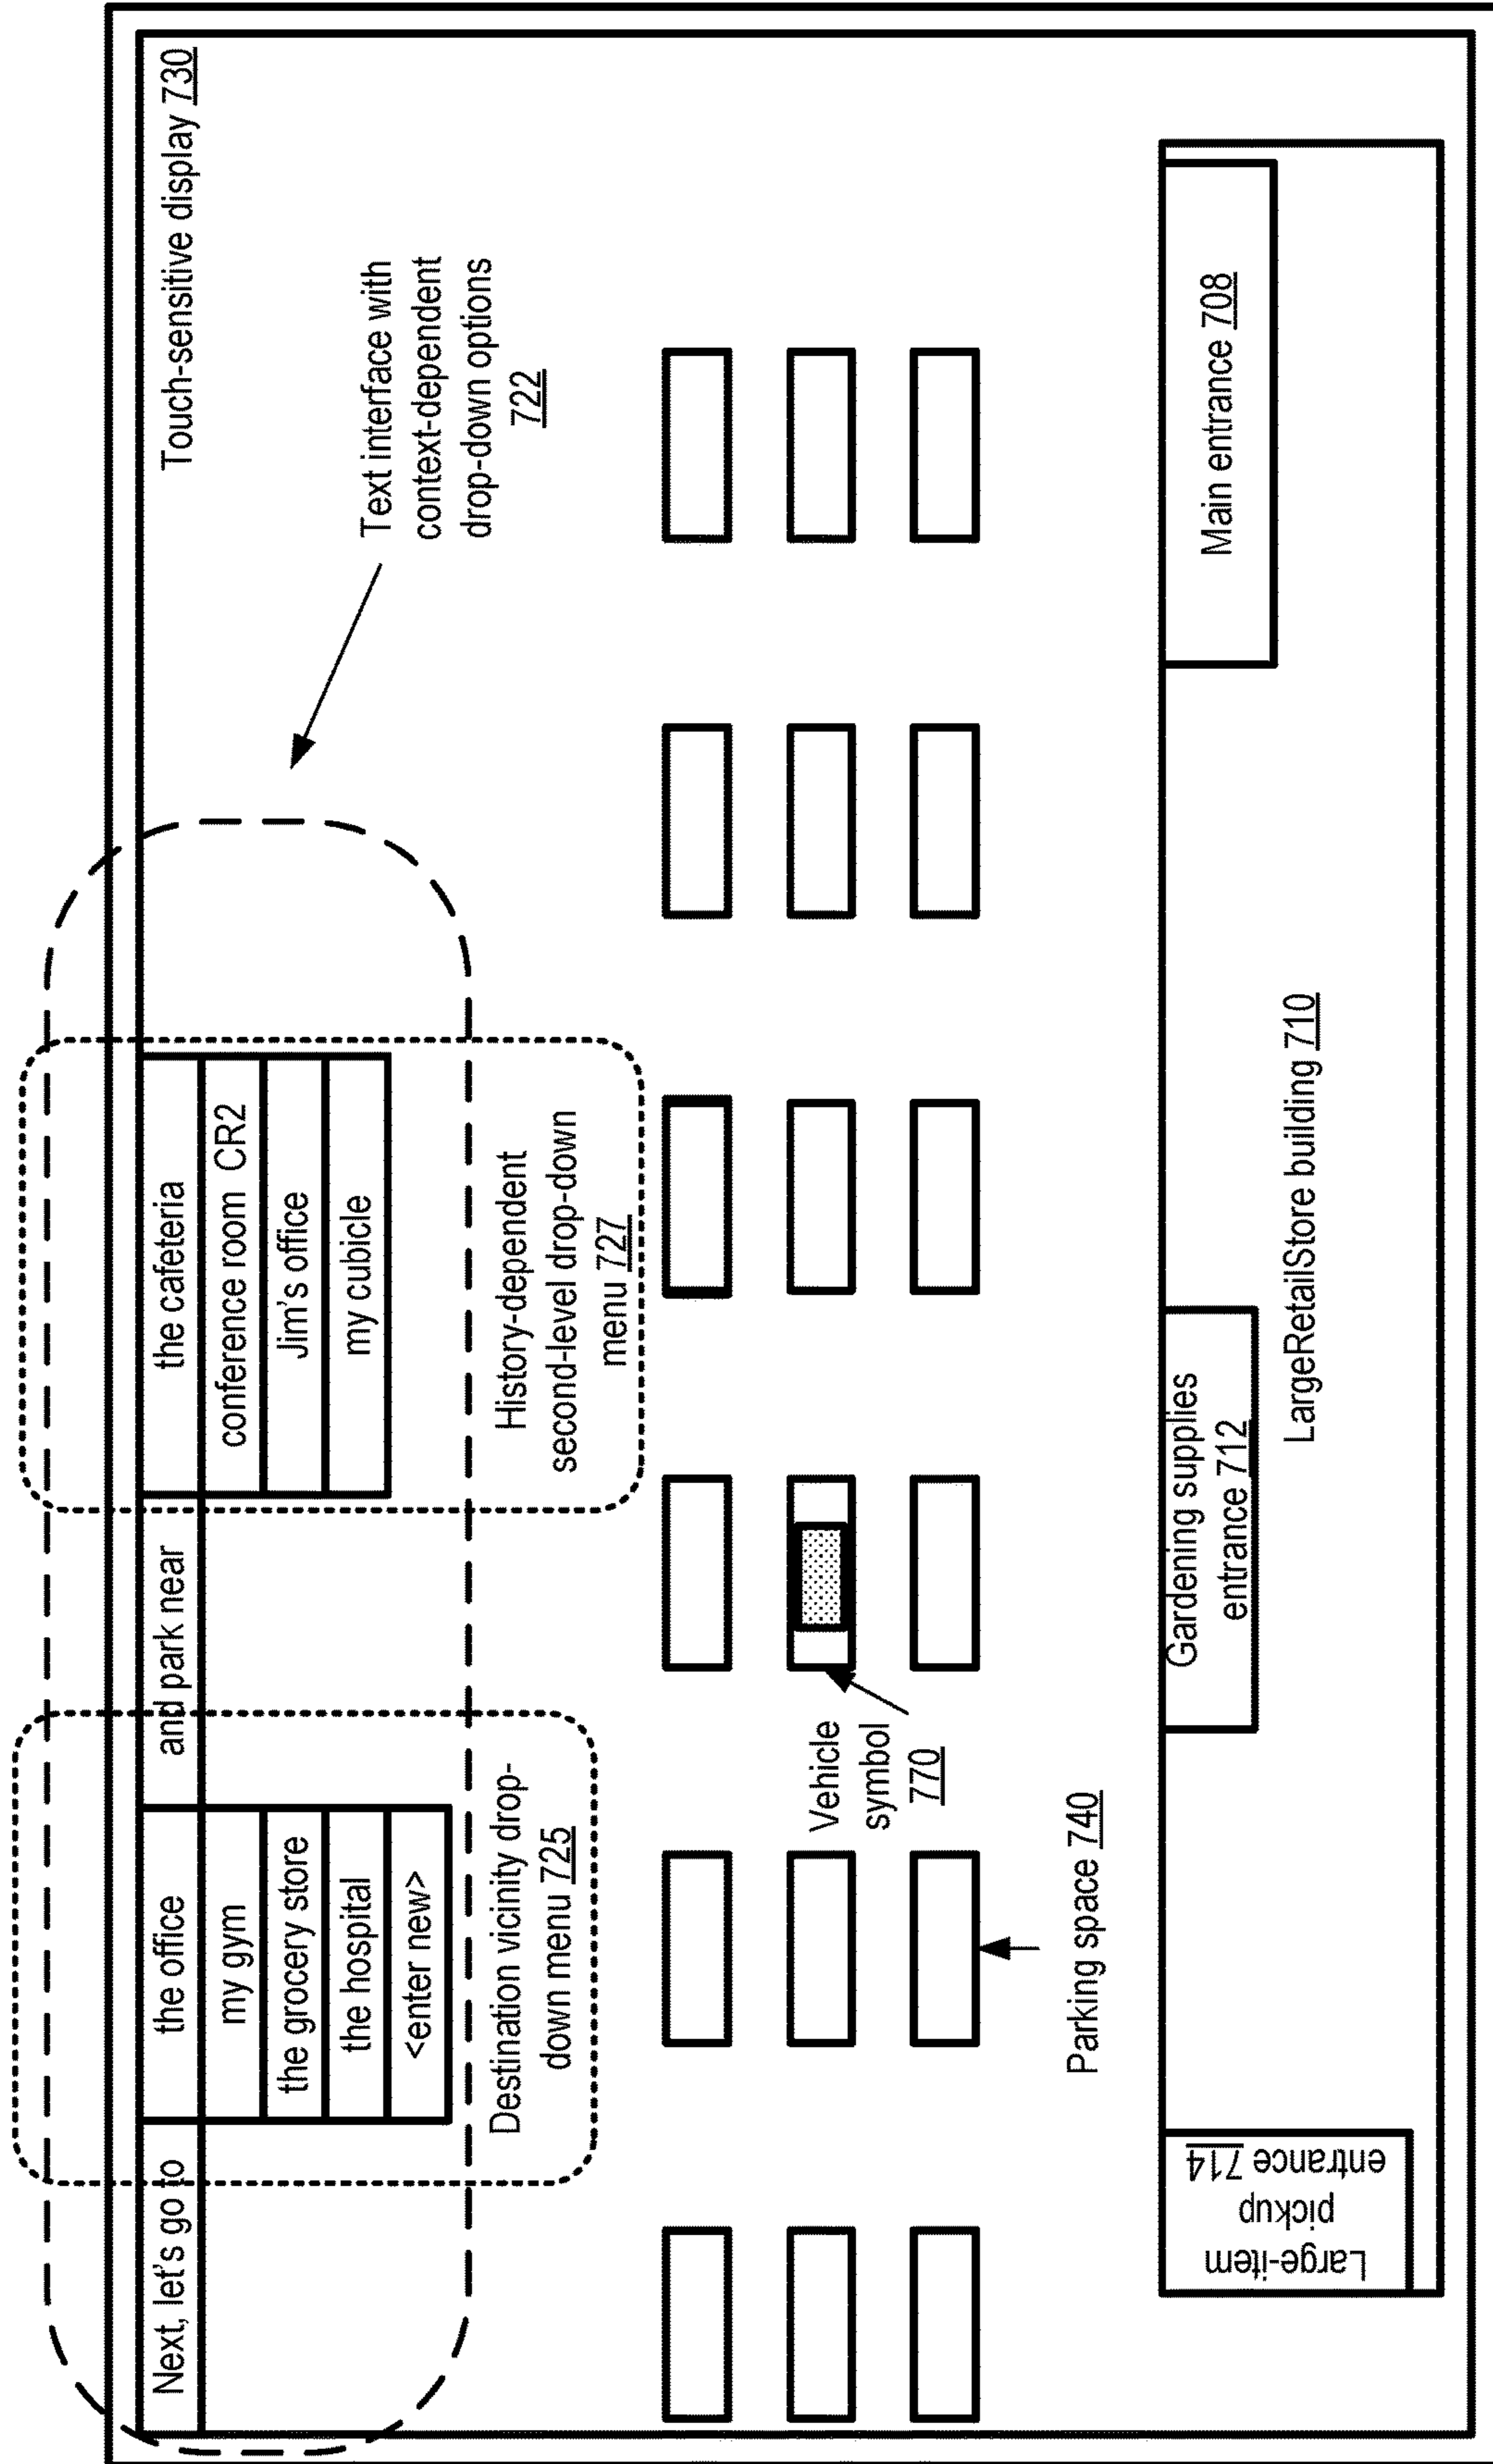 Touch-sensitive display 730
Next, let's go to
the office
my gym
the grocery store
the hospital
<enter new>
Destination vicinity drop-
down menu 725
and park near
the cafeteria
conference room CR2
Jim's office
my cubicle
History-dependent
second-level drop-down
menu 727
Text interface with
context-dependent
drop-down options
722
Vehicle
symbol
770
Parking space 740
Large-item
pickup
entrance 714
Gardening supplies
entrance 712
Main entrance 708
LargeRetailStore building 710